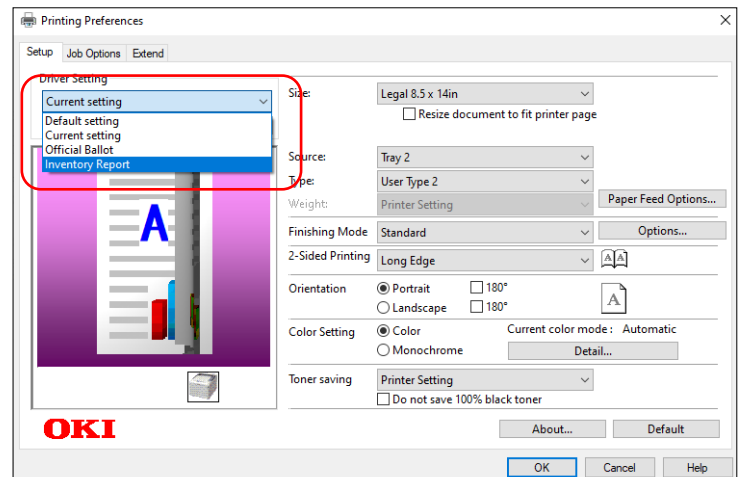 Printing Preferences
Setup Job Options Extend
Driver Setting
Current setting
Default setting
Current setting
Official Ballot
Inventory Report
A
OKI
Size: Legal 8.5 x 14in
Resize document to fit printer page
Source: Tray 2
Type: User Type 2
Weight: Printer Setting Paper Feed Options...
Finishing Mode Standard Options...
2-Sided Printing Long Edge A A
Orientation Portrait 180°
Landscape 180° A
Color Setting Color Current color mode : Automatic
Monochrome Detail...
Toner saving Printer Setting
Do not save 100% black toner
About... Default
OK Cancel Help